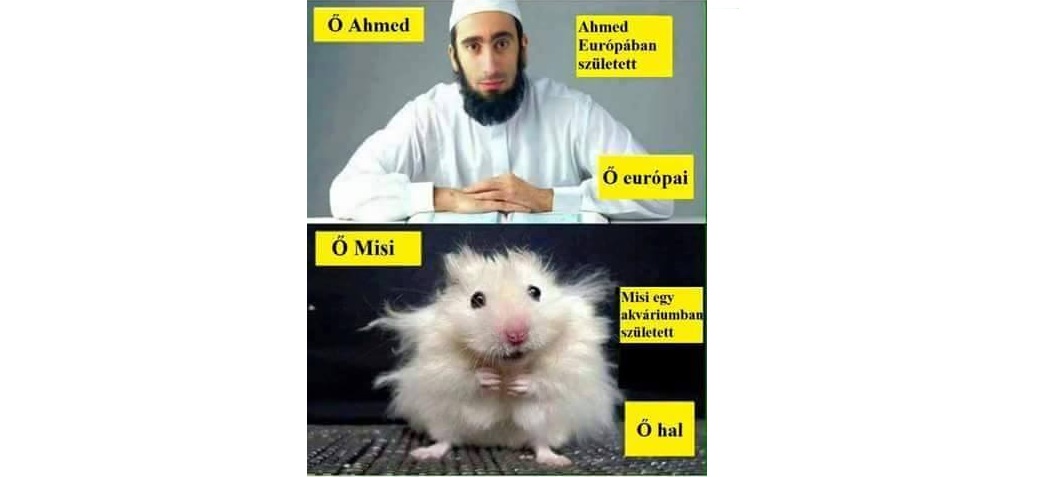 Ő Ahmed
Ahmed
Európában
született
Ő európai
Ő Misi
Misi egy
akváriumban
született
Ő hal